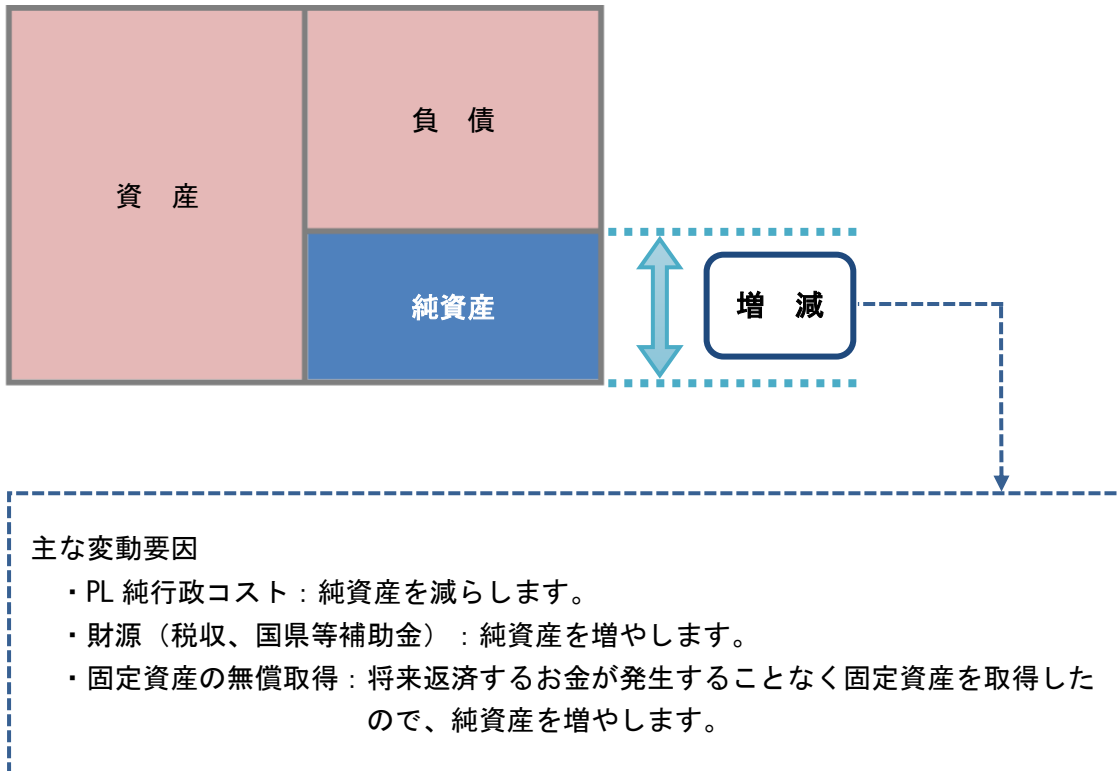 負　債
資　産
純資産
増　減
主な変動要因
・PL 純行政コスト：純資産を減らします。
・財源（税収、国県等補助金）：純資産を増やします。
・固定資産の無償取得：将来返済するお金が発生することなく固定資産を取得した
ので、純資産を増やします。